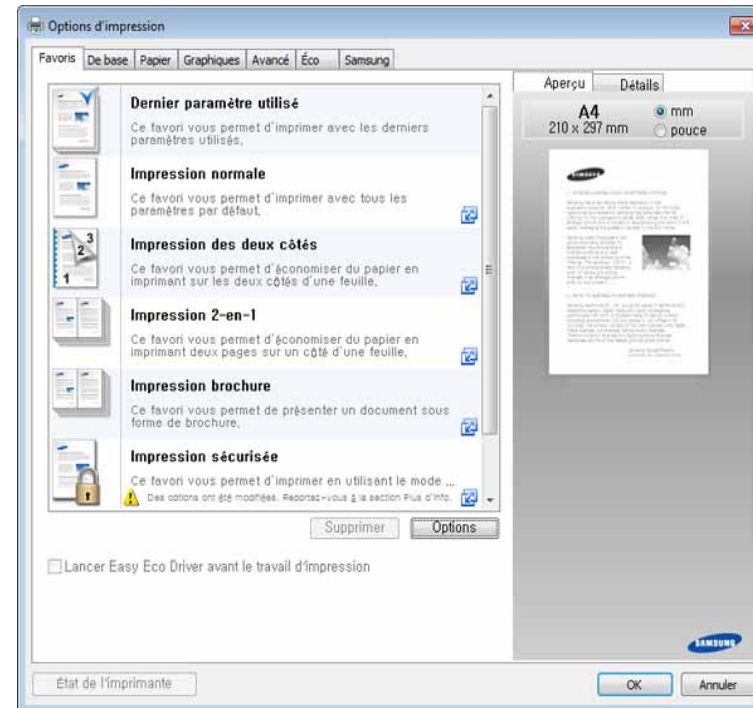 Options d'impression
Favoris De base Papier Graphiques Avancé Éco Samsung
Dernier paramètre utilisé
Ce favori vous permet d'imprimer avec les derniers
paramètres utilisés.
Impression normale
Ce favori vous permet d'imprimer avec tous les
paramètres par défaut.
Impression des deux côtés
Ce favori vous permet d'économiser du papier en
imprimant sur les deux côtés d'une feuille.
Impression 2-en-1
Ce favori vous permet d'économiser du papier en
imprimant deux pages sur un côté d'une feuille.
Impression brochure
Ce favori vous permet de présenter un document sous
forme de brochure.
Impression sécurisée
Ce favori vous permet d'imprimer en utilisant le mode ...
Des options ont été modifiées. Reportez-vous à la section Plus d'info.
Supprimer Options
Lancer Easy Eco Driver avant le travail d'impression
État de l'imprimante
Aperçu Détails
A4
210 x 297 mm
mm
pouce
SAMSUNG
SAMSUNG
OK Annuler
1
2
3